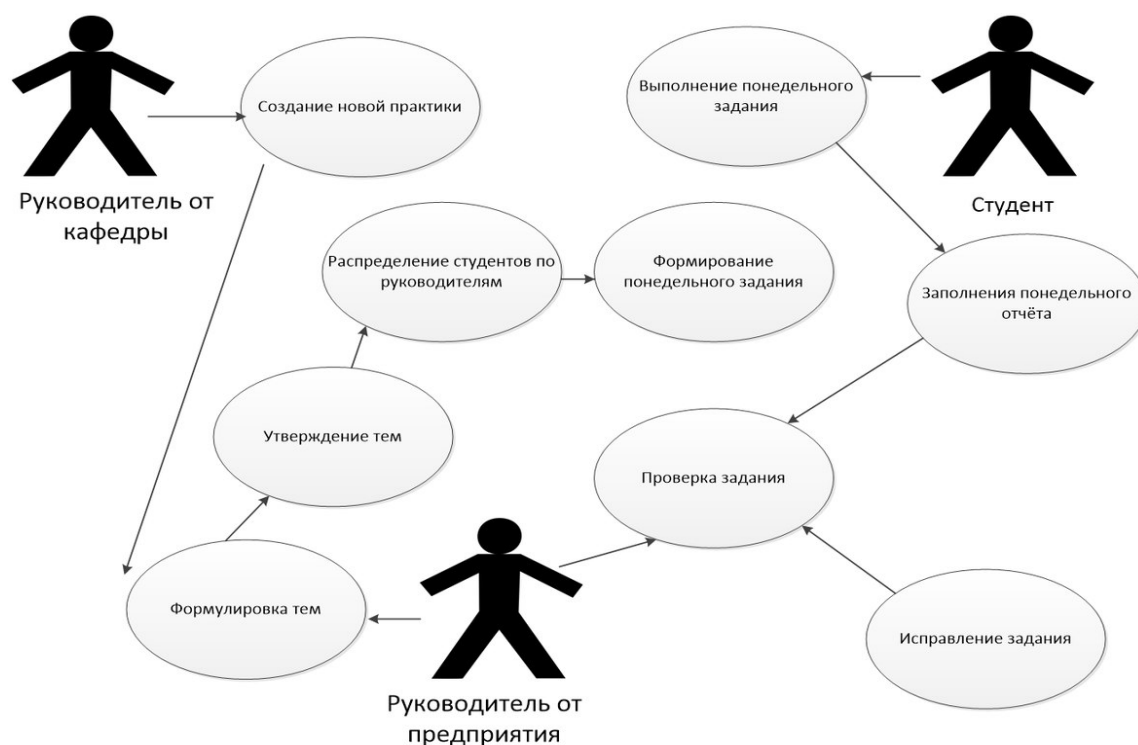 Создание новой практики
Выполнение понедельного
задания
Руководитель от
кафедры
Студент
Распределение студентов по
руководителям
Формирование
понедельного задания
Заполнения понедельного
отчёта
Утверждение тем
Проверка задания
Формулировка тем
Исправление задания
Руководитель от
предприятия